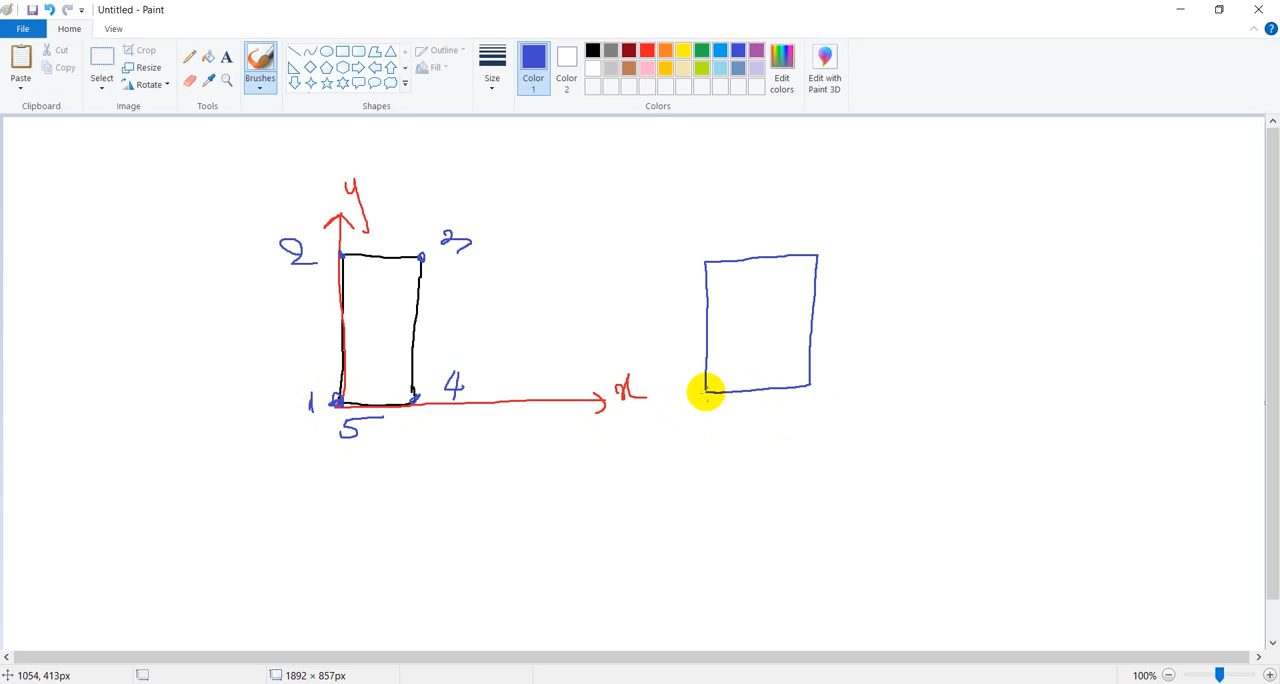 Untitled - Paint
File Home View
Paste
Cut
Copy
Clipboard
Select
Crop
Resize
Rotate
Image
Tools
Brushes
Shapes
Outline
Fill
Size
Color 1
Color 2
Colors
Edit colors
Edit with Paint 3D
y
2 3
1 4
x
5
1054, 413px
1892 × 857px
100%